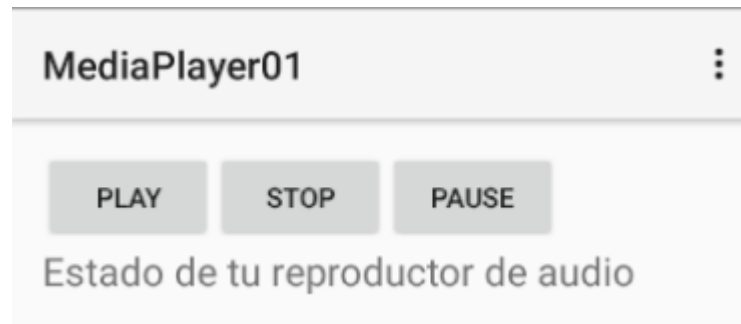 MediaPlayer01
PLAY STOP PAUSE
Estado de tu reproductor de audio